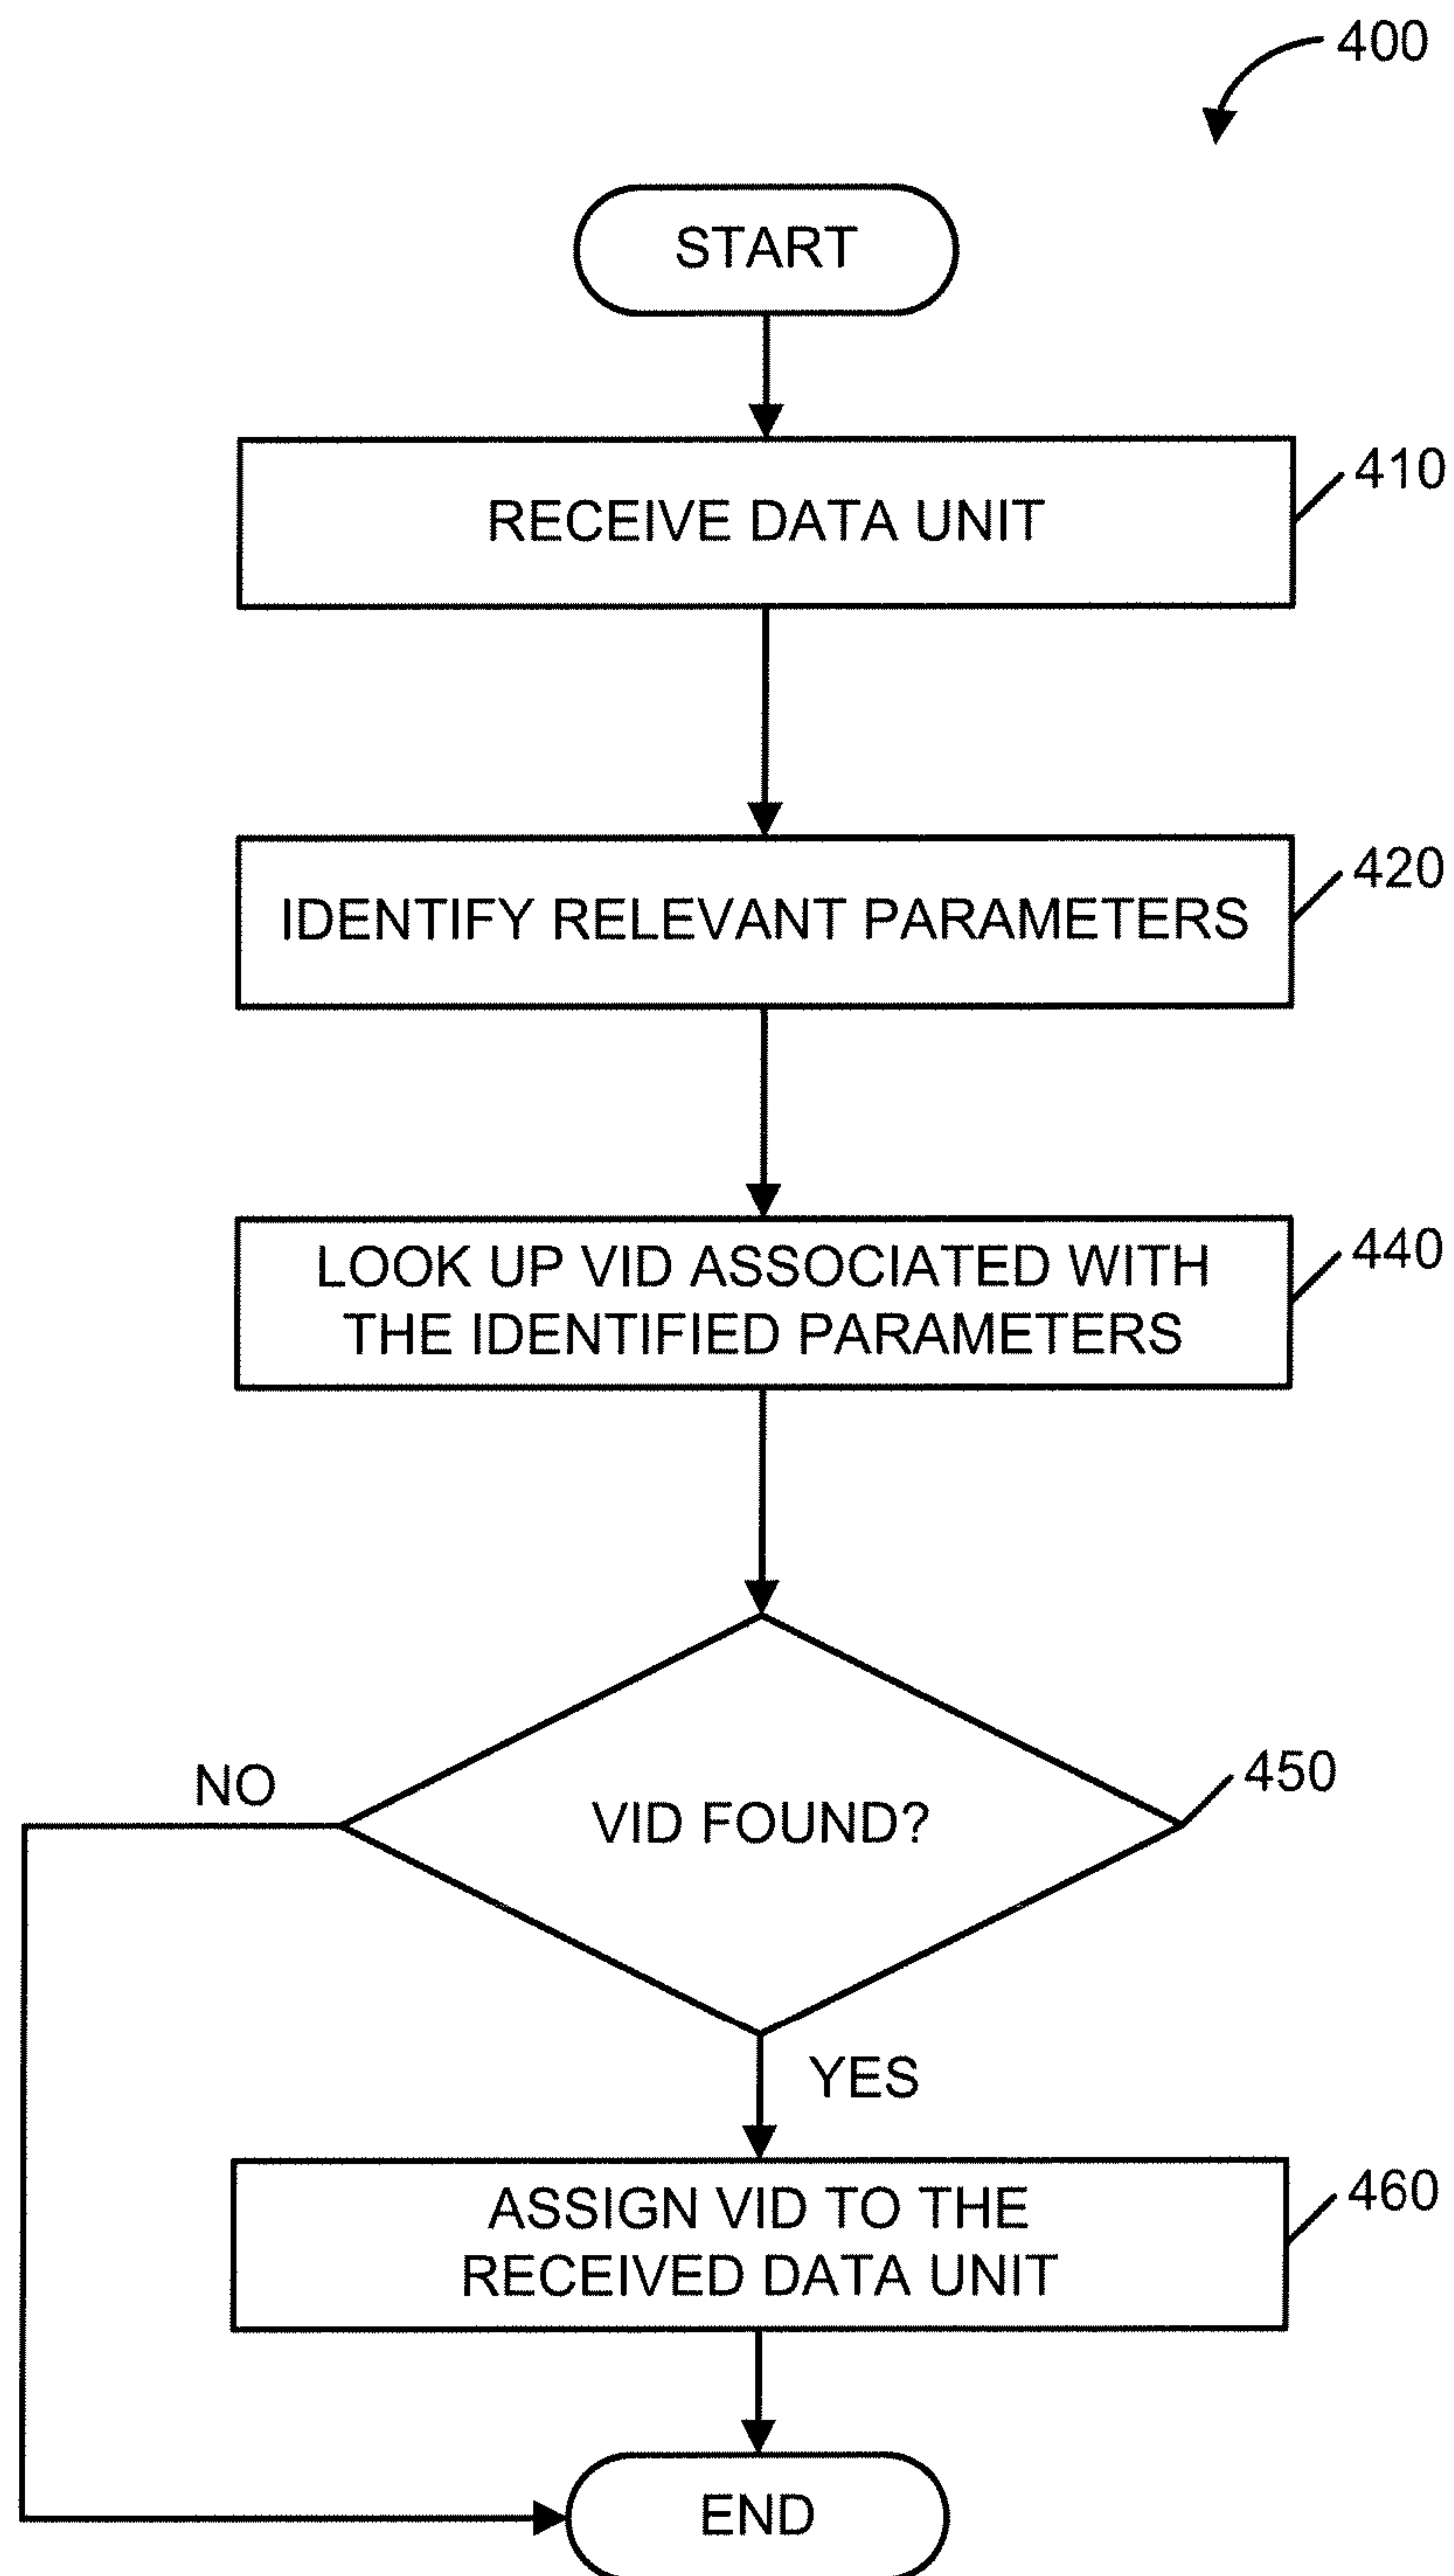 400
START
RECEIVE DATA UNIT
410
IDENTIFY RELEVANT PARAMETERS
420
LOOK UP VID ASSOCIATED WITH
THE IDENTIFIED PARAMETERS
440
VID FOUND?
450
NO
YES
ASSIGN VID TO THE
RECEIVED DATA UNIT
460
END